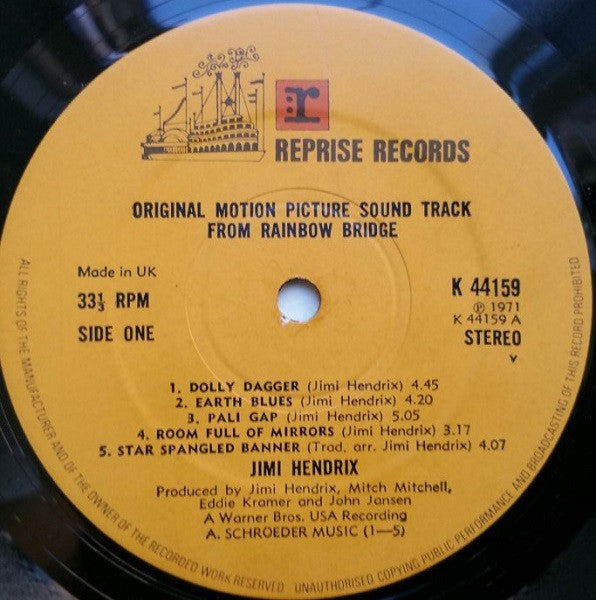 r
REPRISE RECORDS
ORIGINAL MOTION PICTURE SOUND TRACK
FROM RAINBOW BRIDGE
Made in UK
33⅓ RPM
SIDE ONE
K 44159
℗ 1971
K 44159 A
STEREO
v
1. DOLLY DAGGER (Jimi Hendrix) 4.45
2. EARTH BLUES (Jimi Hendrix) 4.20
3. PALI GAP (Jimi Hendrix) 5.05
4. ROOM FULL OF MIRRORS (Jimi Hendrix) 3.17
5. STAR SPANGLED BANNER (Trad. arr. Jimi Hendrix) 4.07
JIMI HENDRIX
Produced by Jimi Hendrix, Mitch Mitchell,
Eddie Kramer and John Jansen
A Warner Bros. USA Recording
A. SCHROEDER MUSIC (1—5)
ALL RIGHTS OF THE MANUFACTURER AND OF THE OWNER OF THE RECORDED WORK RESERVED UNAUTHORISED COPYING PUBLIC PERFORMANCE AND BROADCASTING OF THIS RECORD PROHIBITED